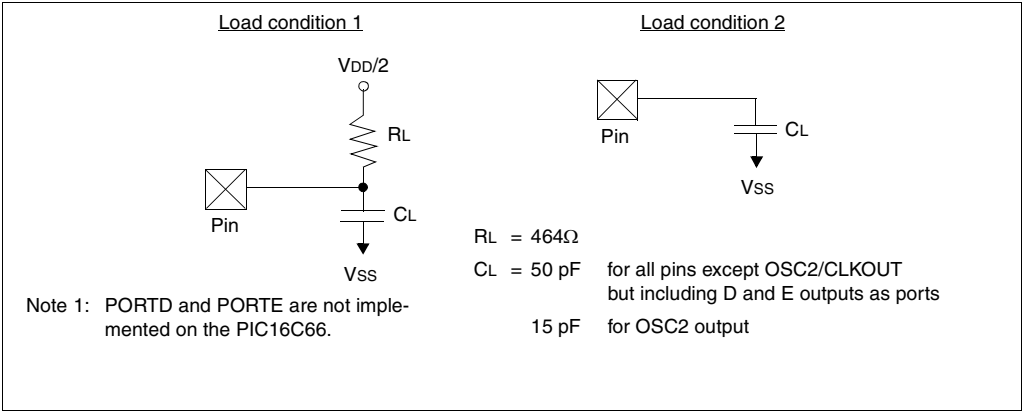 Load condition 1
VDD/2
RL
Pin
CL
VSS
Note 1: PORTD and PORTE are not imple-
mented on the PIC16C66.
Load condition 2
Pin
CL
VSS
RL = 464Ω
CL = 50 pF for all pins except OSC2/CLKOUT
but including D and E outputs as ports
15 pF for OSC2 output